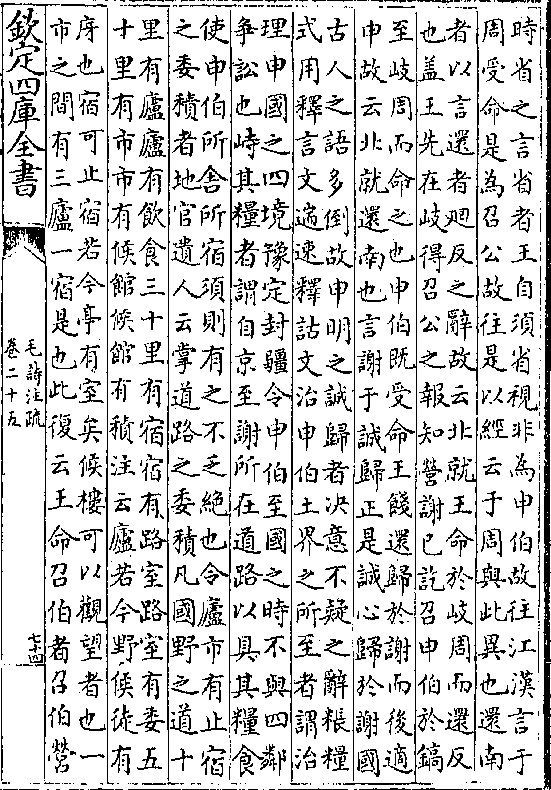 時省之言省者王自須省視非為申伯故往江漢言于
周受命是為召公故往是以經云于周與此異也還南
者以言還者廻反之辭故云北就王命於岐周而還反
也蓋王先在岐得召公之報知營謝已訖召申伯於鎬
至岐周而命之也申伯既受命王餞還歸於謝而後適
申故云北就還南也言謝于誠歸正是誠心歸於謝國
古人之語多倒故申明之誠歸者決意不疑之辭粻糧
式用釋言文遄速釋詁文治申伯土界之所至者謂治
理申國之四境豫定封疆令申伯至國之時不與四鄰
爭訟也峙其糧者謂自京至謝所在道路以具其糧食
使申伯所舍所宿須則有之不乏絕也令廬市有止宿
之委積者地官遺人云掌道路之委積凡國野之道十
里有廬廬有飲食三十里有宿宿有路室路室有委五
十里有市市有候館候館有積注云廬若今野候徒有
序也宿可止宿若今亭有室矣候樓可以觀望者也一
市之間有三廬一宿是也此復云王命召伯者召伯營
欽定四庫全書
毛詩注疏
卷二十五
七十四